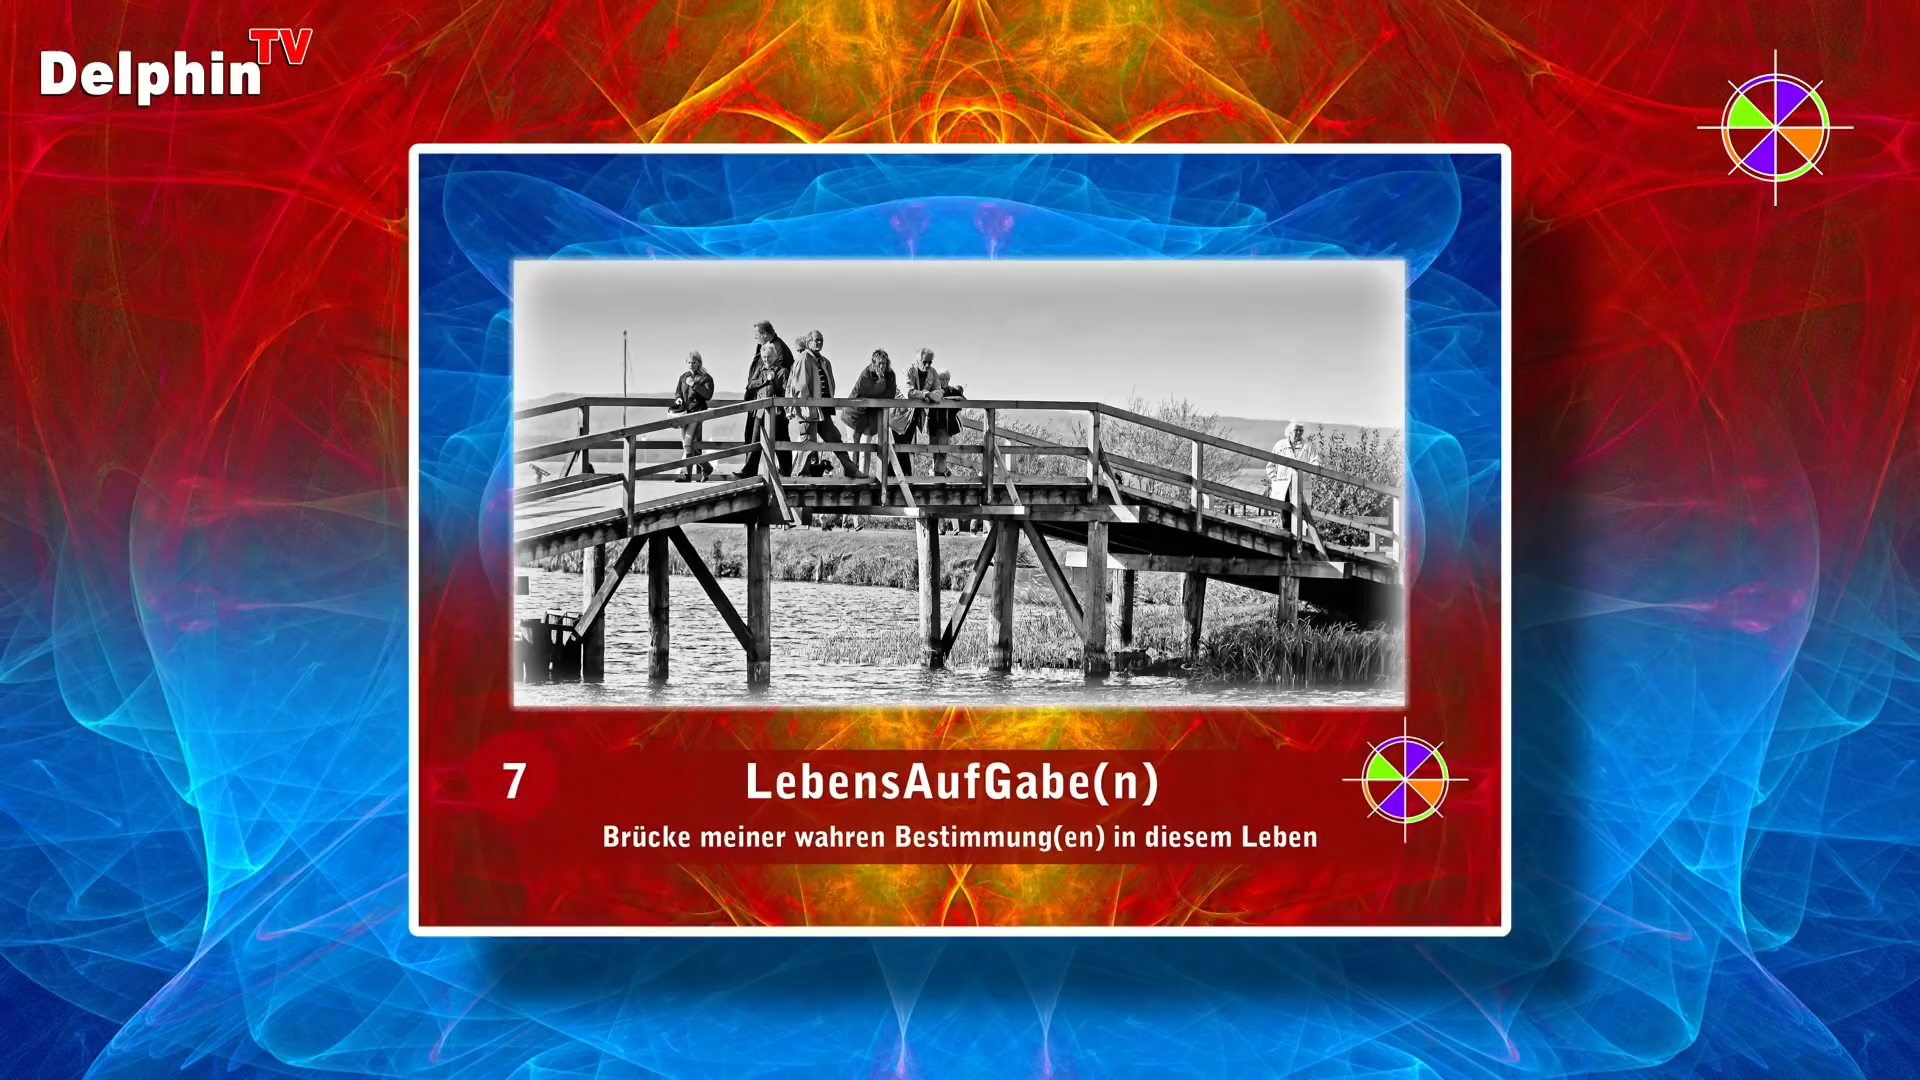 DelphinTV
7
LebensAufGabe(n)
Brücke meiner wahren Bestimmung(en) in diesem Leben